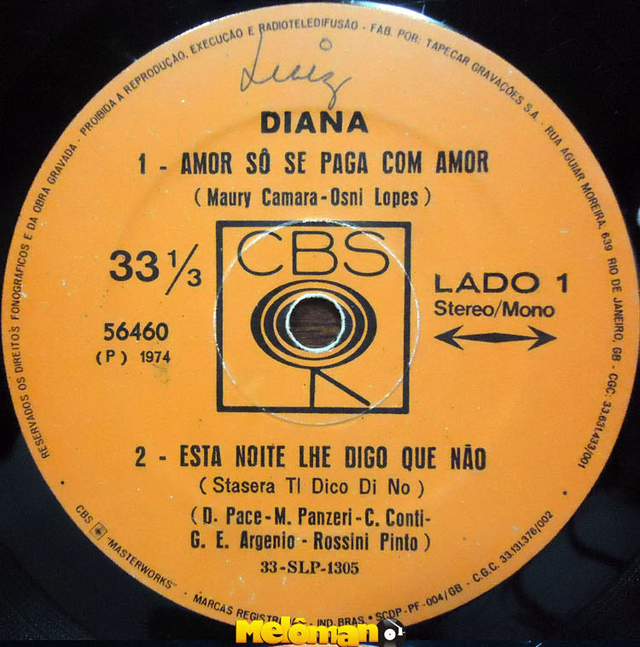 PROIBIDA A REPRODUÇÃO, EXECUÇÃO E RADIOTELEDIFUSÃO - FAB. POR: TAPECAR GRAVAÇÕES S.A. - RUA AGUIAR MOREIRA, 639 RIO DE JANEIRO, GB - CGC: 33.631.433/001
RESERVADOS OS DIREITOS FONOGRÁFICOS E DA OBRA GRAVADA -
Luiz
DIANA
1 - AMOR SÔ SE PAGA COM AMOR
(Maury Camara-Osni Lopes)
CBS
33 1/3
LADO 1
Stereo/Mono
56460
(P) 1974
2 - ESTA NOITE LHE DIGO QUE NÃO
(Stasera TI Dico Di No)
(D. Pace-M. Panzeri-C. Conti-
G. E. Argenio-Rossini Pinto)
33-SLP-1305
CBS "MASTERWORKS" - MARCAS IND. BRAS. • SCDP-PF-004/GB - C.G.C. 33.131.376/002
Melôman